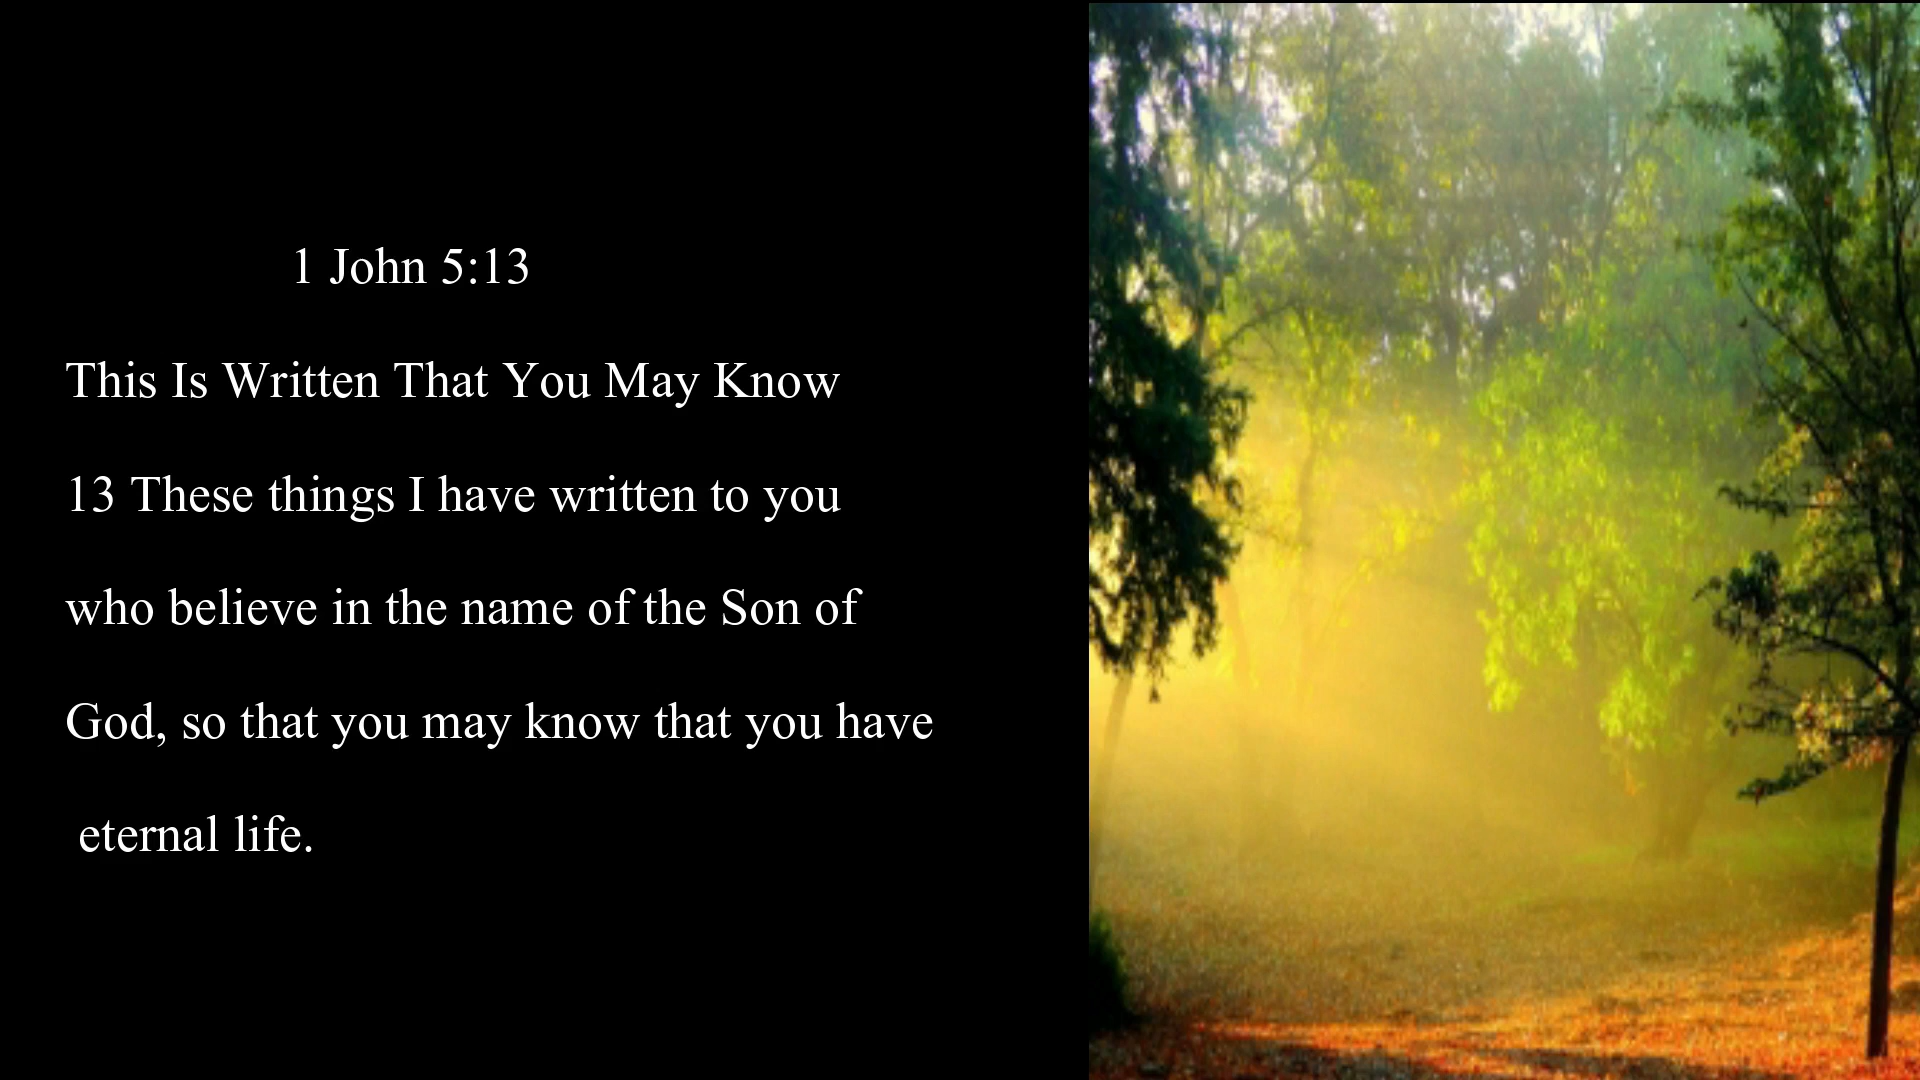 1 John 5:13
This Is Written That You May Know
13 These things I have written to you
who believe in the name of the Son of
God, so that you may know that you have
eternal life.